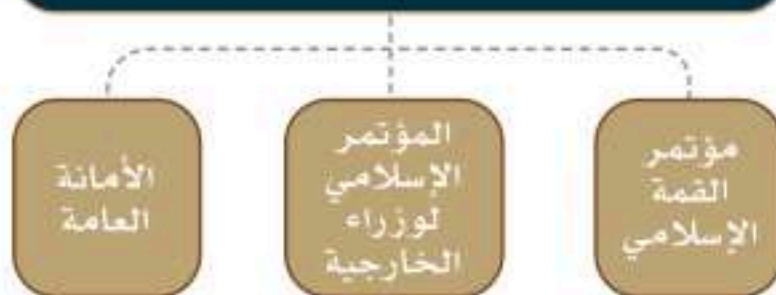 مؤتمر
القمة
الإسلامي
المؤتمر
الإسلامي
لوزراء
الخارجية
الأمانة
العامة